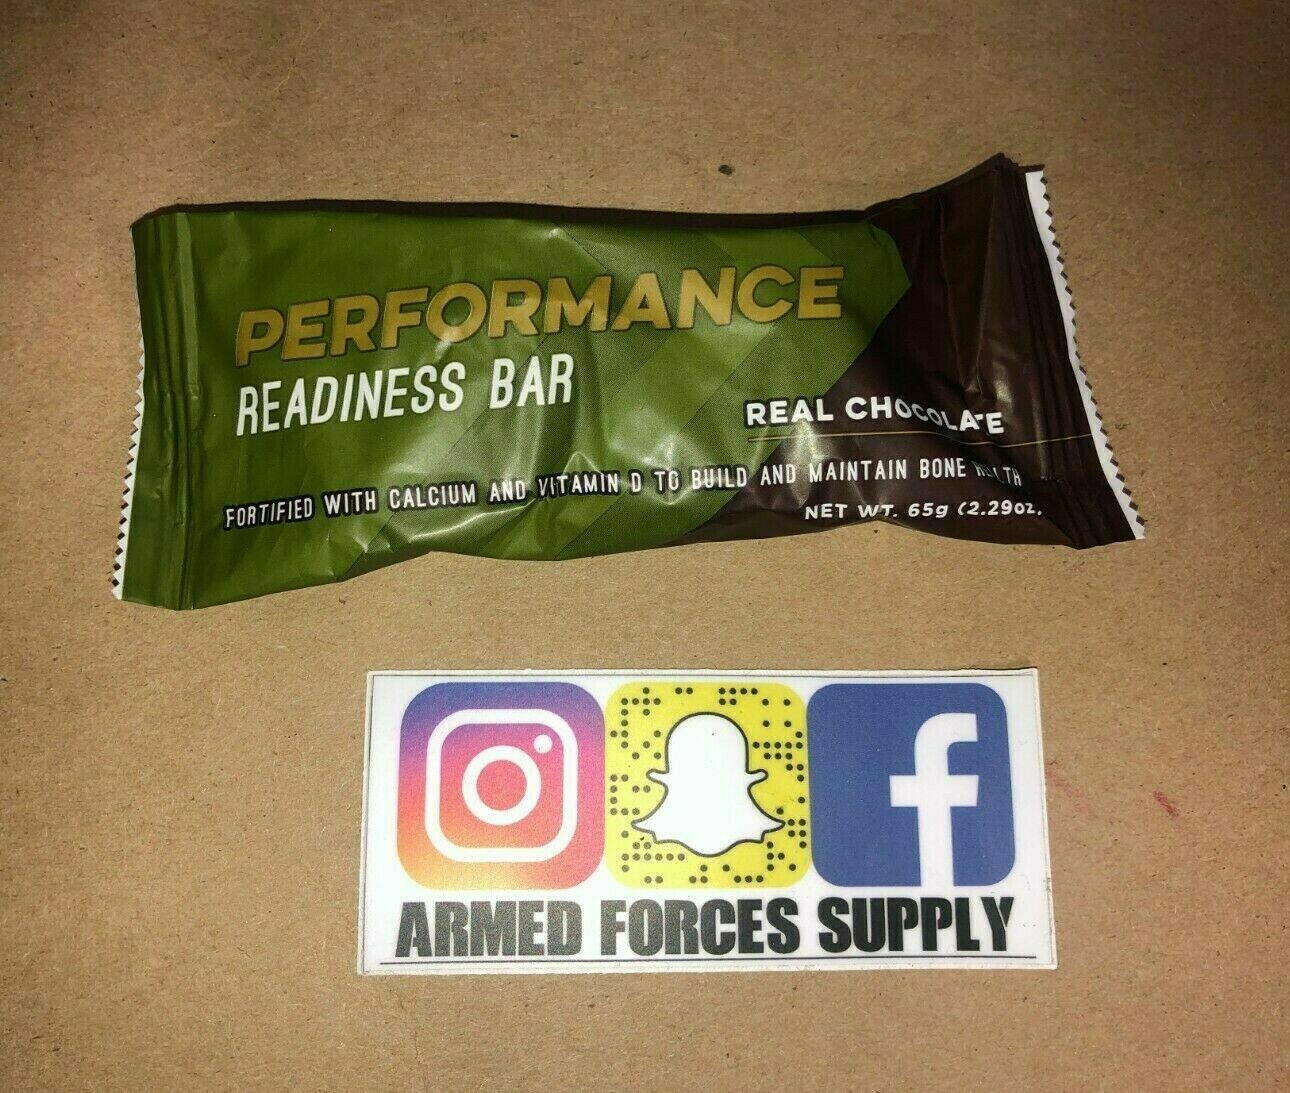 PERFORMANCE
READINESS BAR
REAL CHOCOLATE
FORTIFIED WITH CALCIUM AND VITAMIN D TO BUILD AND MAINTAIN BONE
NET WT. 65g (2.29oz.
ARMED FORCES SUPPLY